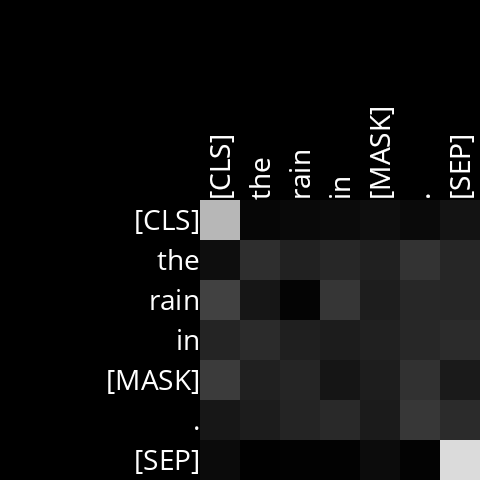 [CLS]
the
rain
in
[MASK]
.
[SEP]
[CLS]
the
rain
in
[MASK]
.
[SEP]